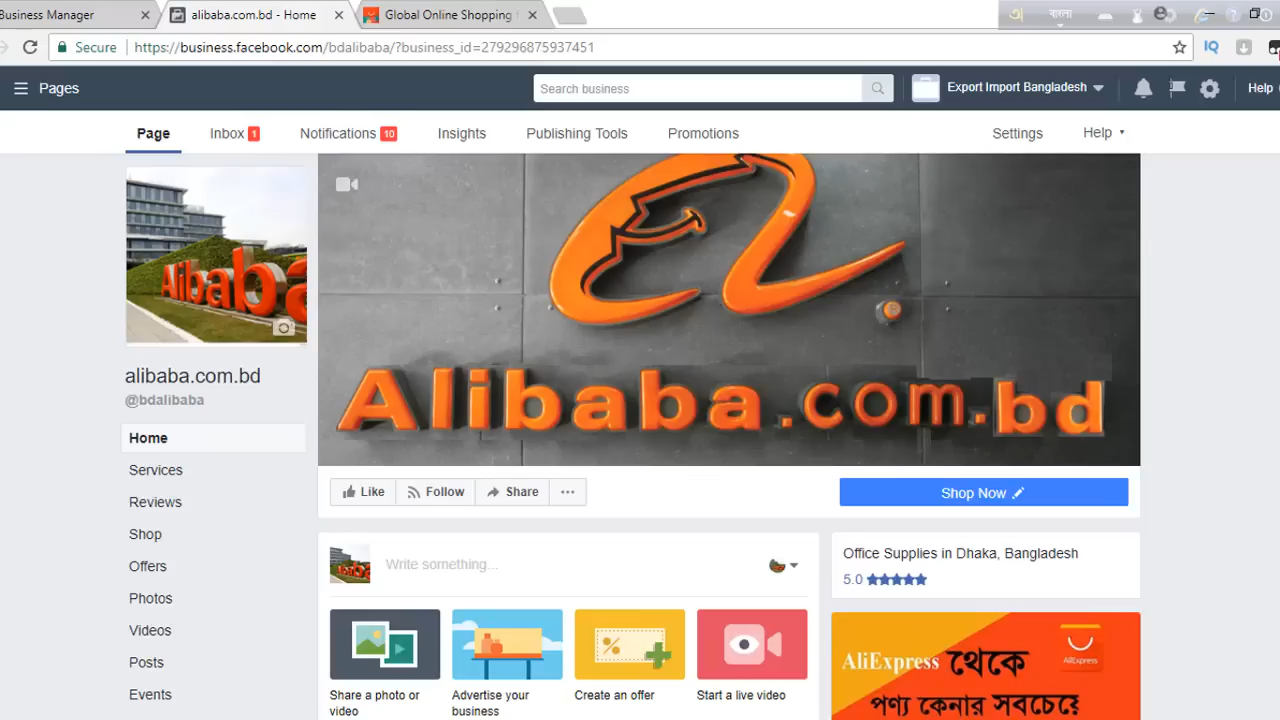 Business Manager
alibaba.com.bd - Home
Global Online Shopping
বাংলা
Secure
https://business.facebook.com/bdalibaba/?business_id=279296875937451
IQ
Pages
Search business
Export Import Bangladesh
Help
Page
Inbox 1
Notifications 10
Insights
Publishing Tools
Promotions
Settings
Help
Alibaba
Alibaba.com.bd
alibaba.com.bd
@bdalibaba
Home
Services
Reviews
Shop
Offers
Photos
Videos
Posts
Events
Like
Follow
Share
Shop Now
Write something...
Share a photo or
video
Advertise your
business
Create an offer
Start a live video
Office Supplies in Dhaka, Bangladesh
5.0
AliExpress থেকে
AliExpress
পণ্য কেনার সবচেয়ে